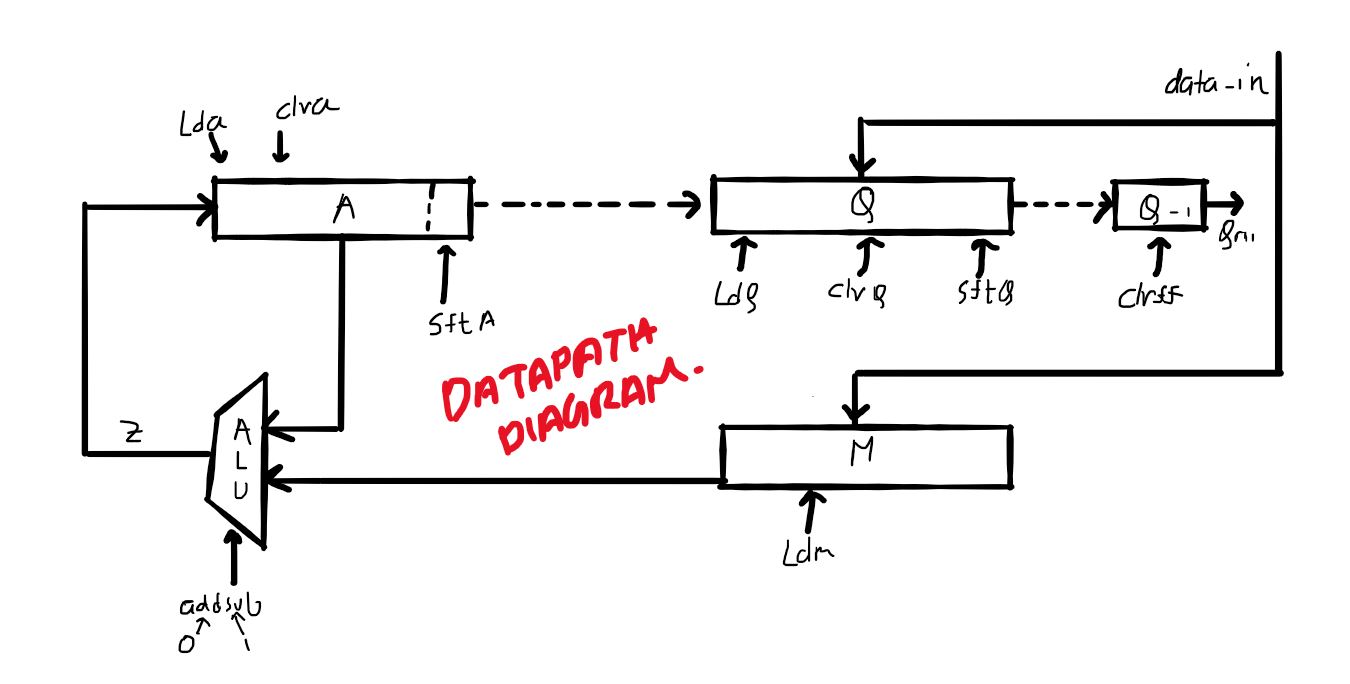 data-in
Lda
clra
A
Q
Q-1
Qm1
LdQ
clrQ
SftQ
Clrff
SftA
DATAPATH
DIAGRAM.
Z
A
L
U
M
Ldm
addsub
0 1